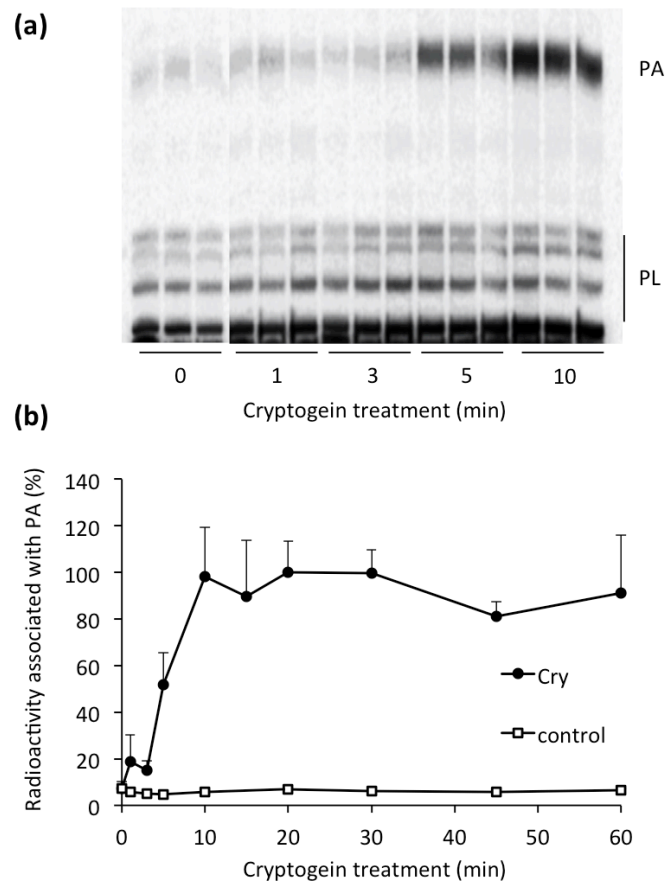 (a)
PA
PL
0 1 3 5 10
Cryptogein treatment (min)
(b)
Radioactivity associated with PA (%)
140
120
100
80
60
40
20
0
Cry
control
0 10 20 30 40 50 60
Cryptogein treatment (min)